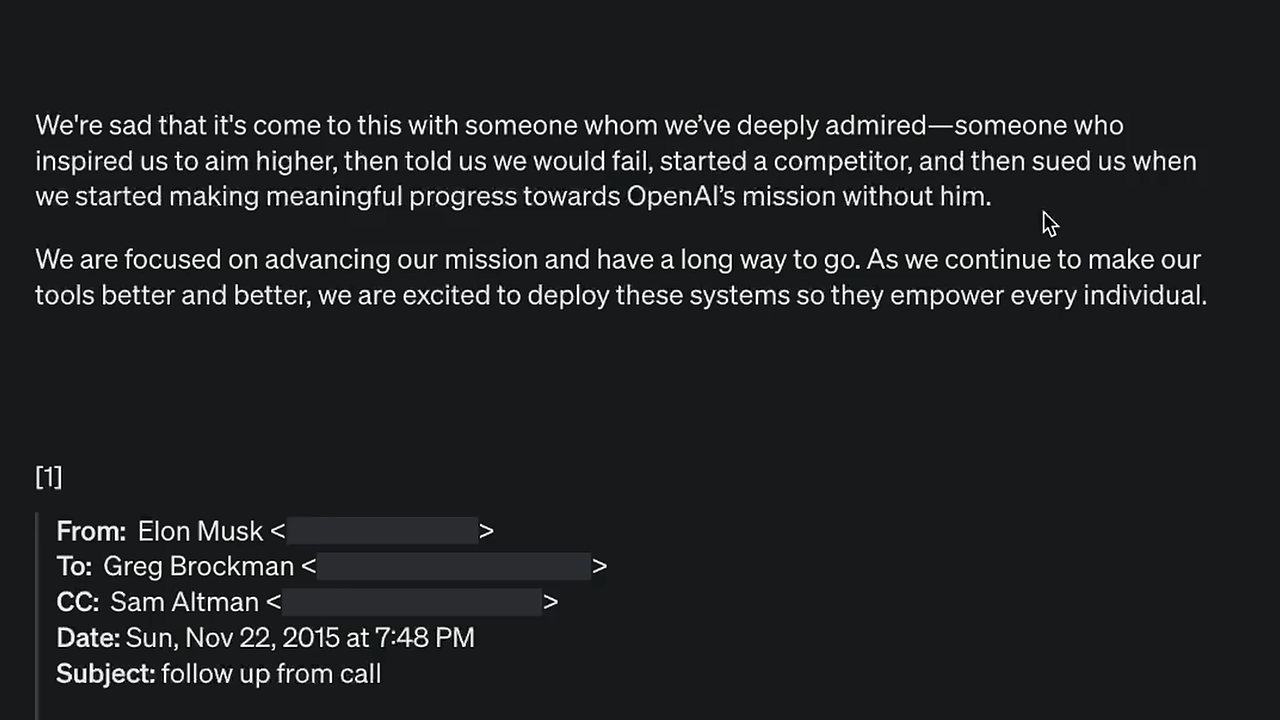 We're sad that it's come to this with someone whom we’ve deeply admired—someone who
inspired us to aim higher, then told us we would fail, started a competitor, and then sued us when
we started making meaningful progress towards OpenAI’s mission without him.
We are focused on advancing our mission and have a long way to go. As we continue to make our
tools better and better, we are excited to deploy these systems so they empower every individual.
[1]
From: Elon Musk < >
To: Greg Brockman < >
CC: Sam Altman < >
Date: Sun, Nov 22, 2015 at 7:48 PM
Subject: follow up from call